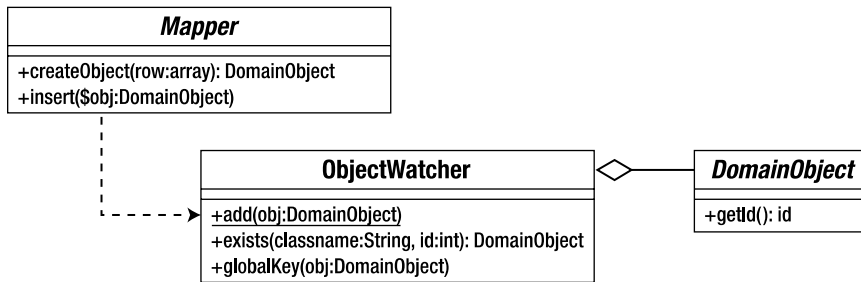 Mapper
+createObject(row:array): DomainObject
+insert($obj:DomainObject)
ObjectWatcher
+add(obj:DomainObject)
+exists(classname:String, id:int): DomainObject
+globalKey(obj:DomainObject)
DomainObject
+getId(): id